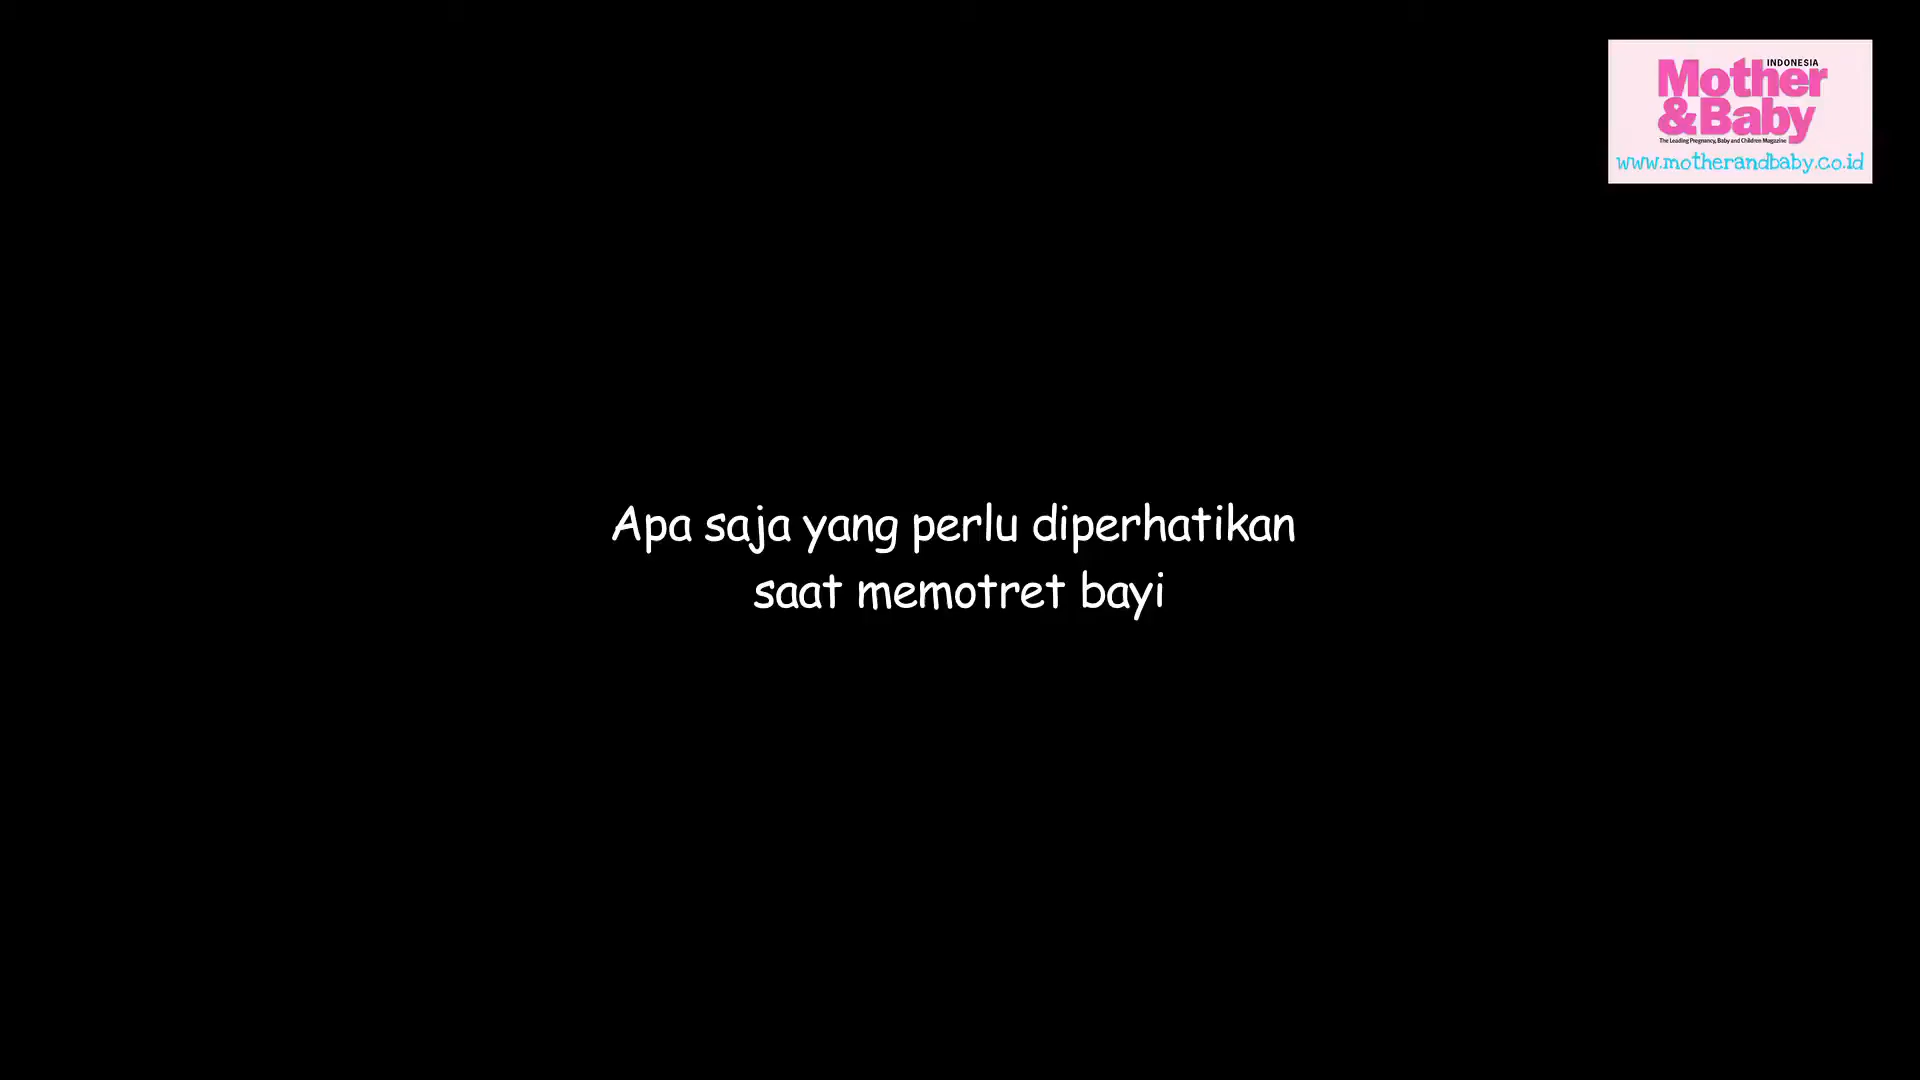 INDONESIA
Mother
&Baby
The Leading Pregnancy, Baby and Children Magazine
www.motherandbaby.co.id
Apa saja yang perlu diperhatikan
saat memotret bayi